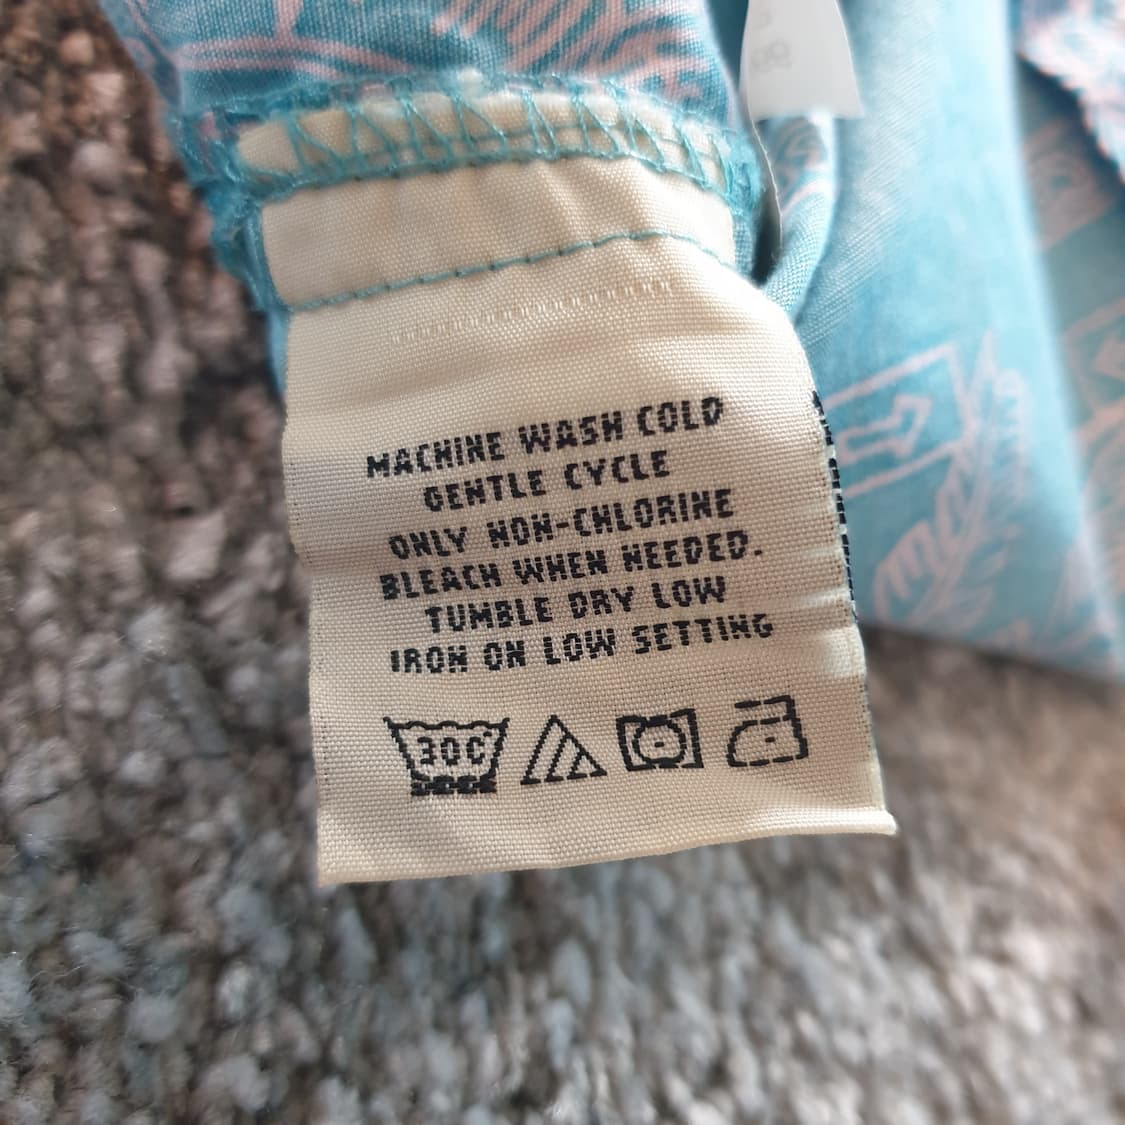 MACHINE WASH COLD
GENTLE CYCLE
ONLY NON-CHLORINE
BLEACH WHEN NEEDED.
TUMBLE DRY LOW
IRON ON LOW SETTING
30C